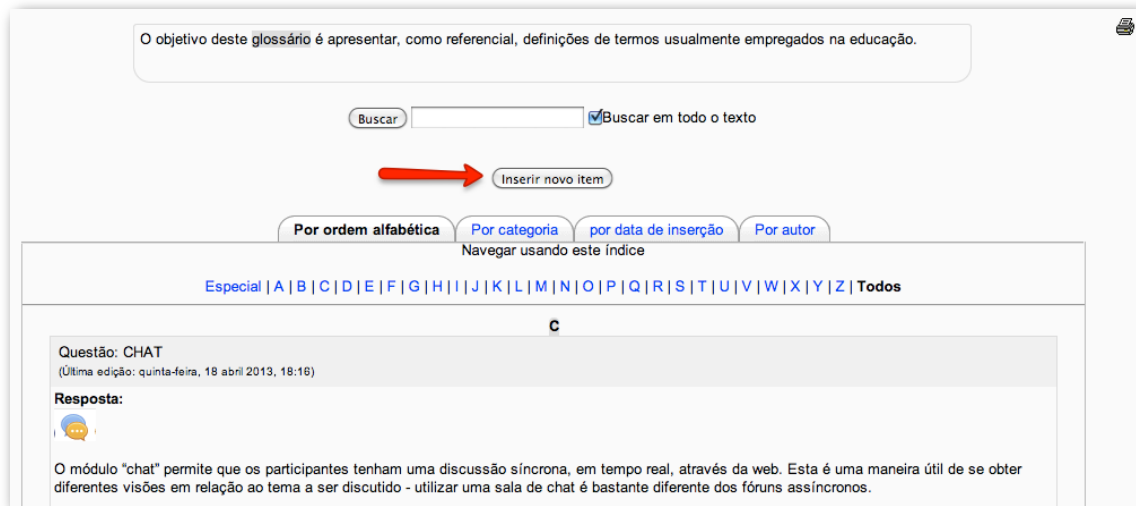 O objetivo deste glossário é apresentar, como referencial, definições de termos usualmente empregados na educação.
Buscar Buscar em todo o texto
Inserir novo item
Por ordem alfabética Por categoria por data de inserção Por autor
Navegar usando este índice
Especial | A | B | C | D | E | F | G | H | I | J | K | L | M | N | O | P | Q | R | S | T | U | V | W | X | Y | Z | Todos
C
Questão: CHAT
(Última edição: quinta-feira, 18 abril 2013, 18:16)
Resposta:
O módulo “chat” permite que os participantes tenham uma discussão síncrona, em tempo real, através da web. Esta é uma maneira útil de se obter
diferentes visões em relação ao tema a ser discutido - utilizar uma sala de chat é bastante diferente dos fóruns assíncronos.